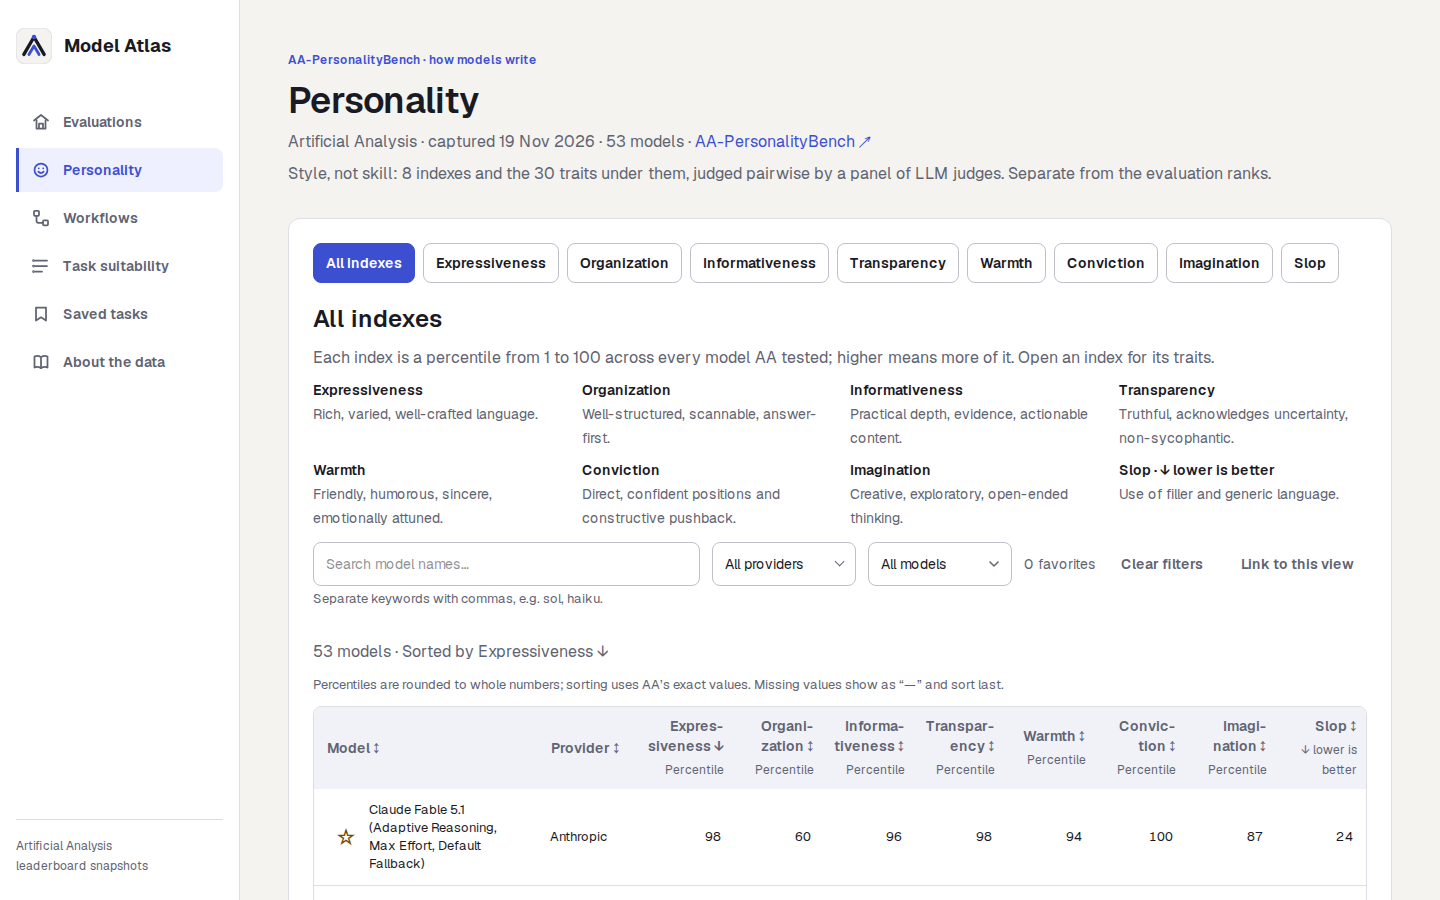 Model Atlas
Evaluations
Personality
Workflows
Task suitability
Saved tasks
About the data
Artificial Analysis
leaderboard snapshots
AA-PersonalityBench · how models write
Personality
Artificial Analysis · captured 19 Nov 2026 · 53 models · AA-PersonalityBench ↗
Style, not skill: 8 indexes and the 30 traits under them, judged pairwise by a panel of LLM judges. Separate from the evaluation ranks.
All indexes Expressiveness Organization Informativeness Transparency Warmth Conviction Imagination Slop
All indexes
Each index is a percentile from 1 to 100 across every model AA tested; higher means more of it. Open an index for its traits.
Expressiveness
Rich, varied, well-crafted language.
Organization
Well-structured, scannable, answer-
first.
Informativeness
Practical depth, evidence, actionable
content.
Transparency
Truthful, acknowledges uncertainty,
non-sycophantic.
Warmth
Friendly, humorous, sincere,
emotionally attuned.
Conviction
Direct, confident positions and
constructive pushback.
Imagination
Creative, exploratory, open-ended
thinking.
Slop · ↓ lower is better
Use of filler and generic language.
Search model names... All providers All models 0 favorites Clear filters Link to this view
Separate keywords with commas, e.g. sol, haiku.
53 models · Sorted by Expressiveness ↓
Percentiles are rounded to whole numbers; sorting uses AA's exact values. Missing values show as “—” and sort last.
Model ↕
Provider ↕
Expres-
siveness ↓
Percentile
Organi-
zation ↕
Percentile
Informa-
tiveness ↕
Percentile
Transpar-
ency ↕
Percentile
Warmth ↕
Percentile
Convic-
tion ↕
Percentile
Imagi-
nation ↕
Percentile
Slop ↕
↓ lower is
better
Claude Fable 5.1
(Adaptive Reasoning,
Max Effort, Default
Fallback)
Anthropic 98 60 96 98 94 100 87 24